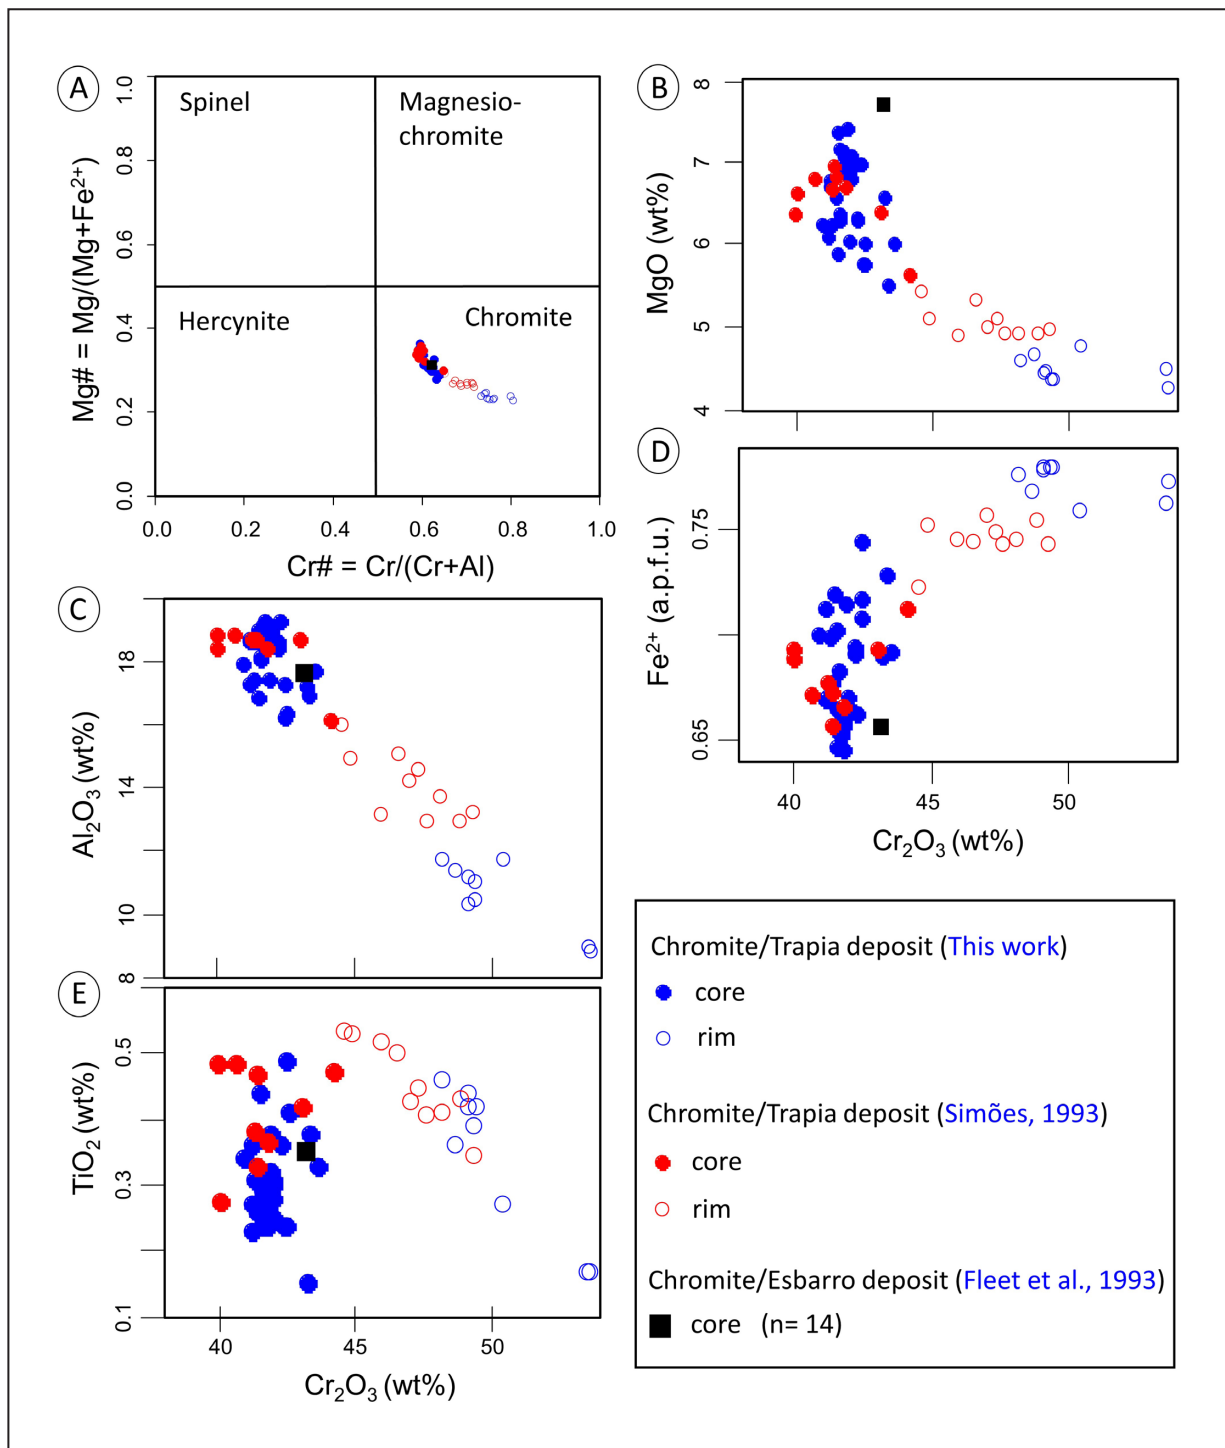 A
Spinel
Magnesio-
chromite
Hercynite
Chromite
Mg# = Mg/(Mg+Fe²⁺)
1.0
0.8
0.6
0.4
0.2
0.0
0.0 0.2 0.4 0.6 0.8 1.0
Cr# = Cr/(Cr+Al)
B
MgO (wt%)
8
7
6
5
4
C
Al₂O₃ (wt%)
18
14
10
8
D
Fe²⁺ (a.p.f.u.)
0.75
0.65
40 45 50
Cr₂O₃ (wt%)
E
TiO₂ (wt%)
0.5
0.3
0.1
40 45 50
Cr₂O₃ (wt%)
Chromite/Trapia deposit (This work)
core
rim
Chromite/Trapia deposit (Simões, 1993)
core
rim
Chromite/Esbarro deposit (Fleet et al., 1993)
core (n= 14)